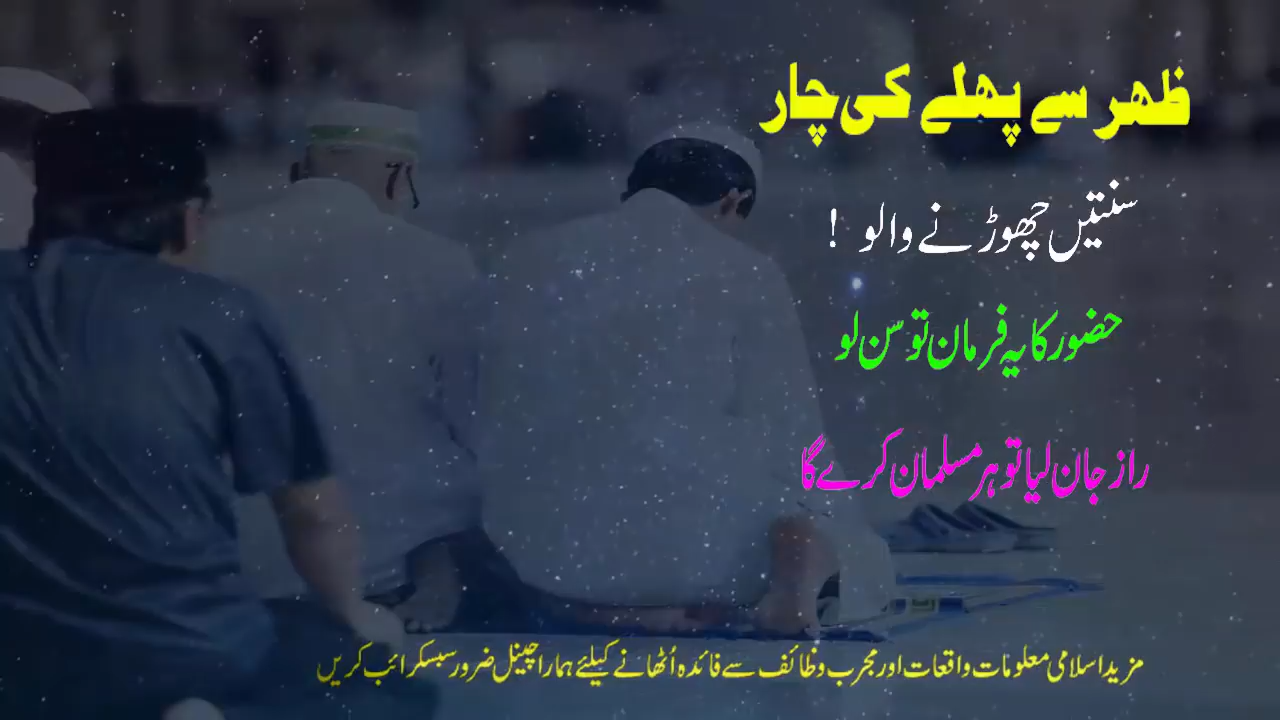 ظہر سے پہلے کی چار
سنتیں چھوڑنے والو !
حضور کا یہ فرمان تو سن لو
راز جان لیا تو ہر مسلمان کرے گا
مزید اسلامی معلومات واقعات اور مجرب وظائف سے فائدہ اُٹھانے کیلئے ہمارا چینل ضرور سبسکرائب کریں